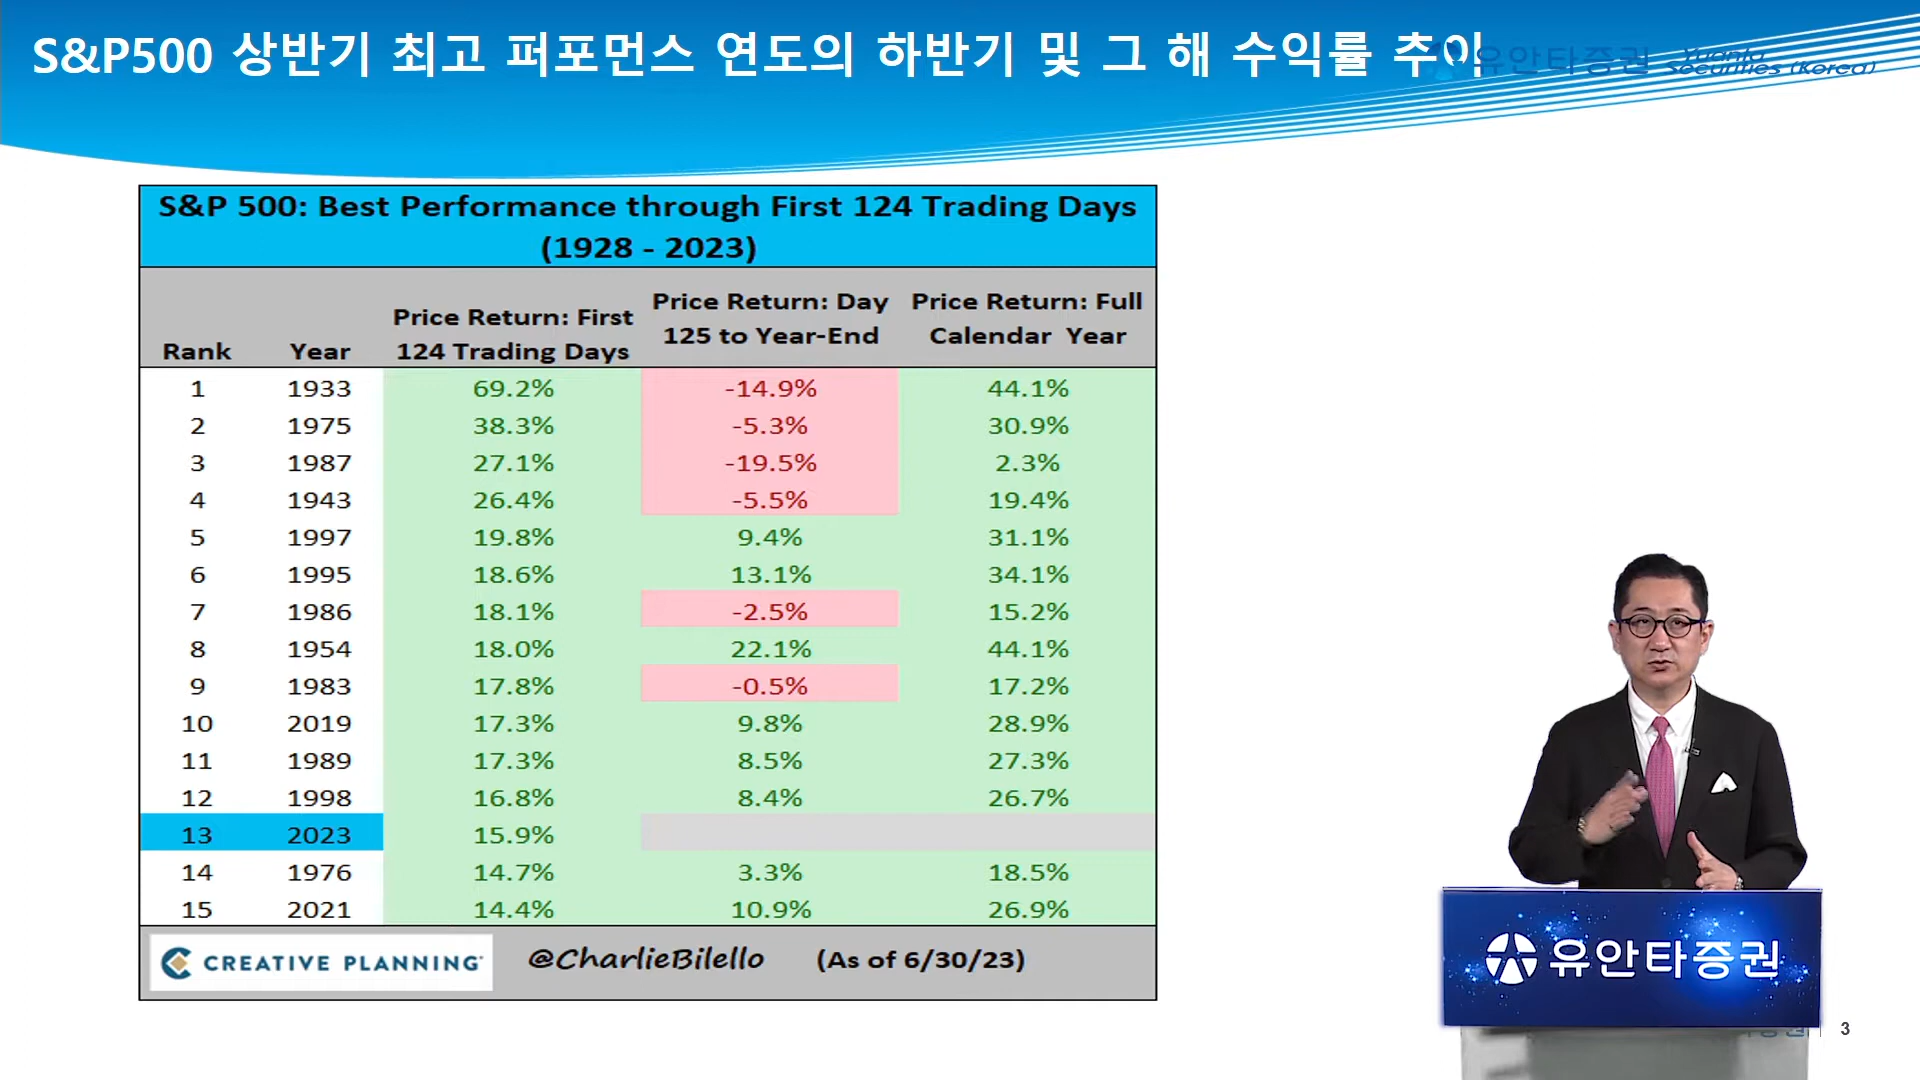 S&P500 상반기 최고 퍼포먼스 연도의 하반기 및 그 해 수익률 추이
유안타증권 Yuanta Securities (Korea)
S&P 500: Best Performance through First 124 Trading Days
(1928 - 2023)
Rank Year Price Return: First 124 Trading Days Price Return: Day 125 to Year-End Price Return: Full Calendar Year
1 1933 69.2% -14.9% 44.1%
2 1975 38.3% -5.3% 30.9%
3 1987 27.1% -19.5% 2.3%
4 1943 26.4% -5.5% 19.4%
5 1997 19.8% 9.4% 31.1%
6 1995 18.6% 13.1% 34.1%
7 1986 18.1% -2.5% 15.2%
8 1954 18.0% 22.1% 44.1%
9 1983 17.8% -0.5% 17.2%
10 2019 17.3% 9.8% 28.9%
11 1989 17.3% 8.5% 27.3%
12 1998 16.8% 8.4% 26.7%
13 2023 15.9%
14 1976 14.7% 3.3% 18.5%
15 2021 14.4% 10.9% 26.9%
CREATIVE PLANNING @CharlieBilello (As of 6/30/23)
유안타증권
3